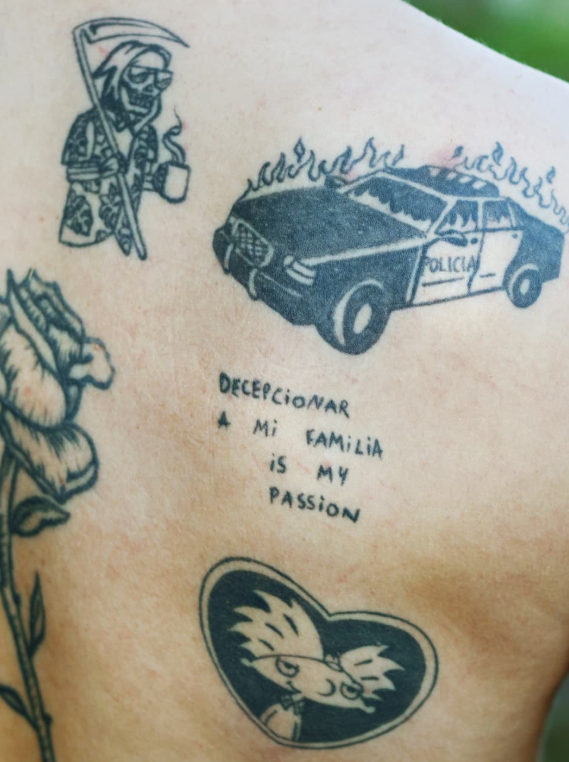 POLICIA
DECEPCiONAR
A Mi FAMiLiA
iS MY
PASSiON